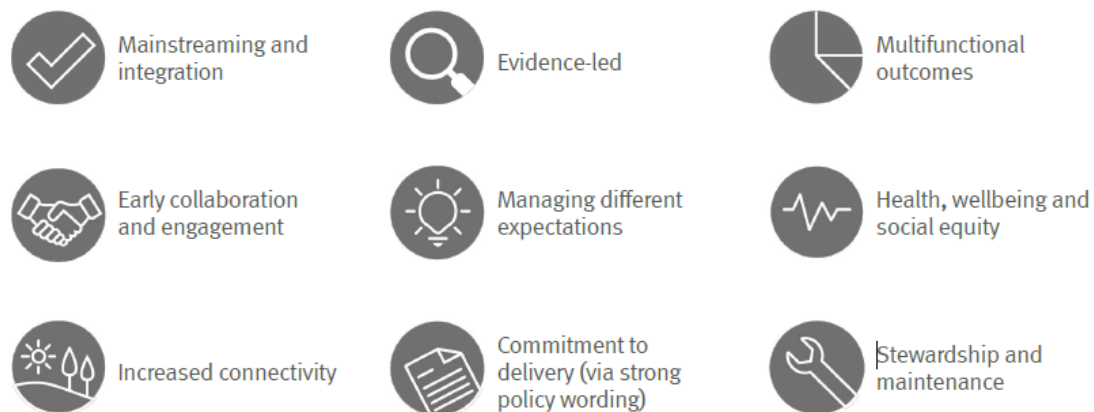 Mainstreaming and
integration
Evidence-led
Multifunctional
outcomes
Early collaboration
and engagement
Managing different
expectations
Health, wellbeing and
social equity
Increased connectivity
Commitment to
delivery (via strong
policy wording)
Stewardship and
maintenance